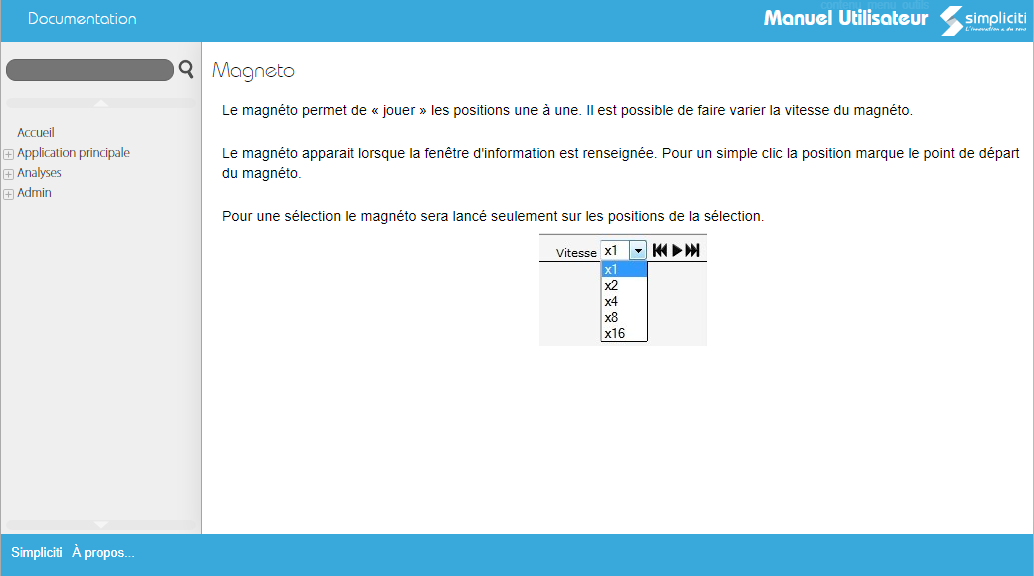 Documentation
contenu menu outils
Manuel Utilisateur
simpliciti
L'innovation a du sens
Magneto
Le magnéto permet de « jouer » les positions une à une. Il est possible de faire varier la vitesse du magnéto.
Accueil
Application principale
Analyses
Admin
Le magnéto apparait lorsque la fenêtre d'information est renseignée. Pour un simple clic la position marque le point de départ
du magnéto.
Pour une sélection le magnéto sera lancé seulement sur les positions de la sélection.
Vitesse x1
x1
x2
x4
x8
x16
Simpliciti À propos...